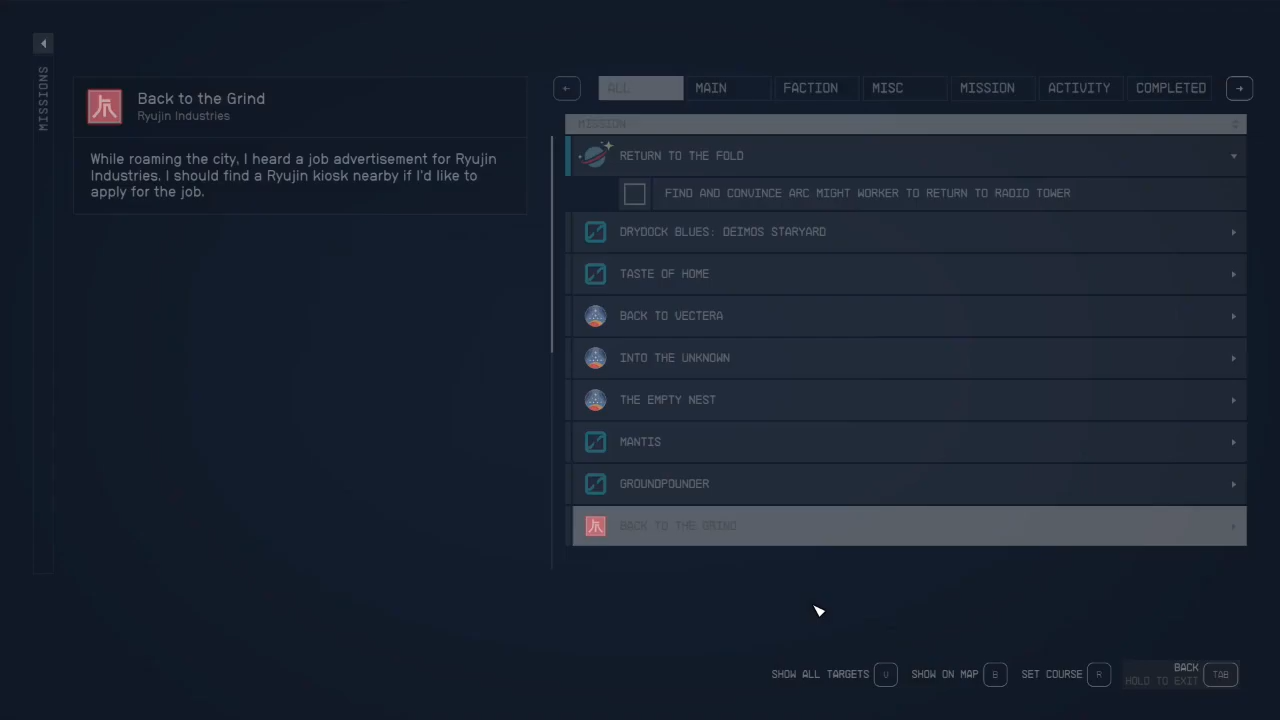 MISSIONS
Back to the Grind
Ryujin Industries
While roaming the city, I heard a job advertisement for Ryujin
Industries. I should find a Ryujin kiosk nearby if I'd like to
apply for the job.
ALL
MAIN
FACTION
MISC
MISSION
ACTIVITY
COMPLETED
MISSION
RETURN TO THE FOLD
FIND AND CONVINCE ARC MIGHT WORKER TO RETURN TO RADIO TOWER
DRYDOCK BLUES: DEIMOS STARYARD
TASTE OF HOME
BACK TO VECTERA
INTO THE UNKNOWN
THE EMPTY NEST
MANTIS
GROUNDPOUNDER
BACK TO THE GRIND
SHOW ALL TARGETS
SHOW ON MAP B
SET COURSE R
BACK
HOLD TO EXIT TAB